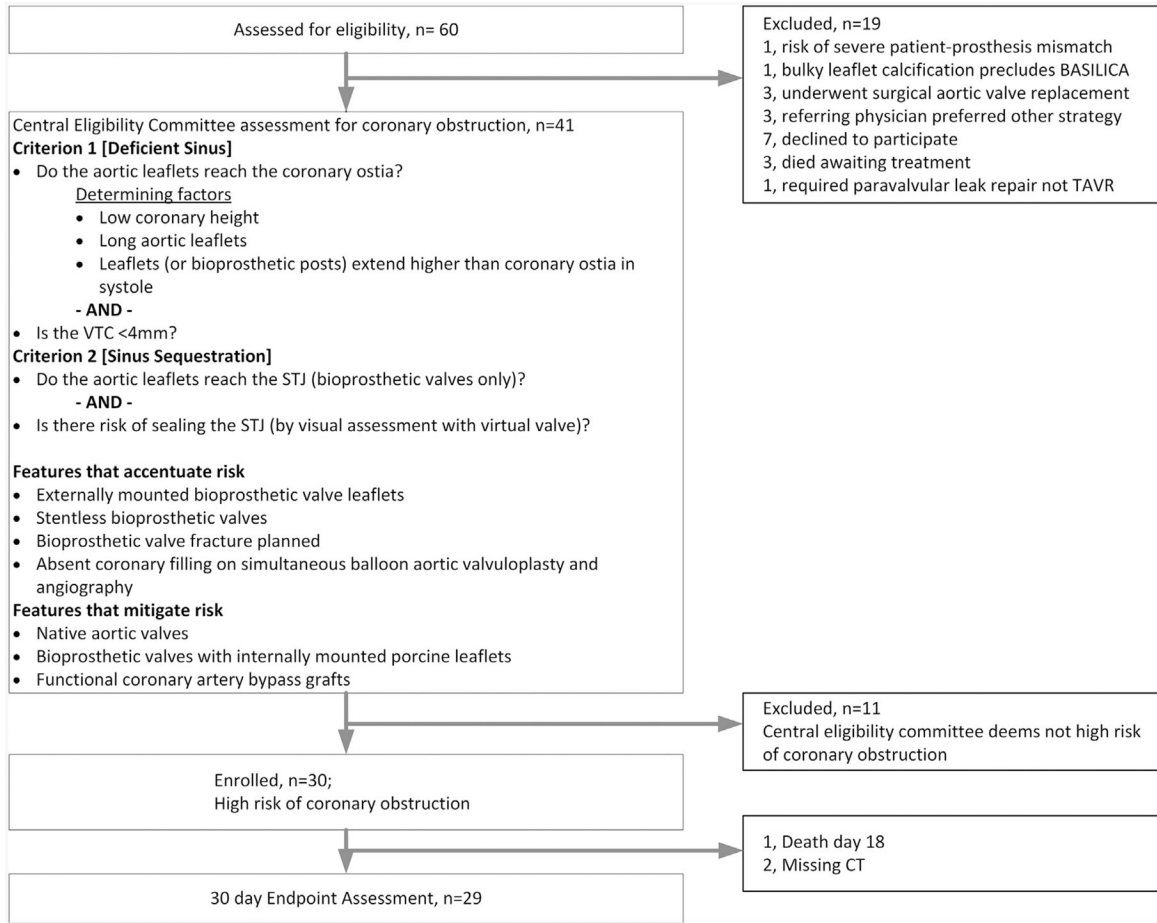 Assessed for eligibility, n= 60
Excluded, n=19
1, risk of severe patient-prosthesis mismatch
1, bulky leaflet calcification precludes BASILICA
3, underwent surgical aortic valve replacement
3, referring physician preferred other strategy
7, declined to participate
3, died awaiting treatment
1, required paravalvular leak repair not TAVR
Central Eligibility Committee assessment for coronary obstruction, n=41
Criterion 1 [Deficient Sinus]
• Do the aortic leaflets reach the coronary ostia?
Determining factors
• Low coronary height
• Long aortic leaflets
• Leaflets (or bioprosthetic posts) extend higher than coronary ostia in
systole
- AND -
• Is the VTC <4mm?
Criterion 2 [Sinus Sequestration]
• Do the aortic leaflets reach the STJ (bioprosthetic valves only)?
- AND -
• Is there risk of sealing the STJ (by visual assessment with virtual valve)?
Features that accentuate risk
• Externally mounted bioprosthetic valve leaflets
• Stentless bioprosthetic valves
• Bioprosthetic valve fracture planned
• Absent coronary filling on simultaneous balloon aortic valvuloplasty and
angiography
Features that mitigate risk
• Native aortic valves
• Bioprosthetic valves with internally mounted porcine leaflets
• Functional coronary artery bypass grafts
Excluded, n=11
Central eligibility committee deems not high risk
of coronary obstruction
Enrolled, n=30;
High risk of coronary obstruction
1, Death day 18
2, Missing CT
30 day Endpoint Assessment, n=29